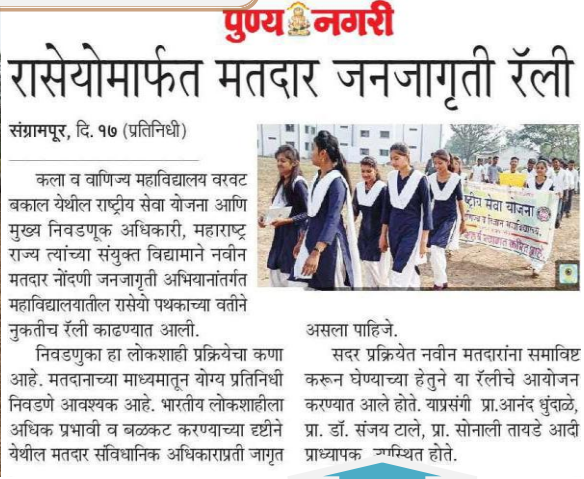 पुण्य नगरी
रासेयोमार्फत मतदार जनजागृती रॅली
संग्रामपूर, दि. १७ (प्रतिनिधी)
कला व वाणिज्य महाविद्यालय वरवट
बकाल येथील राष्ट्रीय सेवा योजना आणि
मुख्य निवडणूक अधिकारी, महाराष्ट्र
राज्य त्यांच्या संयुक्त विद्यामाने नवीन
मतदार नोंदणी जनजागृती अभियानांतर्गत
महाविद्यालयातील रासेयो पथकाच्या वतीने
नुकतीच रॅली काढण्यात आली.
निवडणुका हा लोकशाही प्रक्रियेचा कणा
आहे. मतदानाच्या माध्यमातून योग्य प्रतिनिधी
निवडणे आवश्यक आहे. भारतीय लोकशाहीला
अधिक प्रभावी व बळकट करण्याच्या दृष्टीने
येथील मतदार संविधानिक अधिकाराप्रती जागृत
असला पाहिजे.
सदर प्रक्रियेत नवीन मतदारांना समाविष्ट
करून घेण्याच्या हेतुने या रॅलीचे आयोजन
करण्यात आले होते. याप्रसंगी प्रा.आनंद धुंदाळे,
प्रा. डॉ. संजय टाले, प्रा. सोनाली तायडे आदी
प्राध्यापक उपस्थित होते.
ष्ट्रीय सेवा योजना